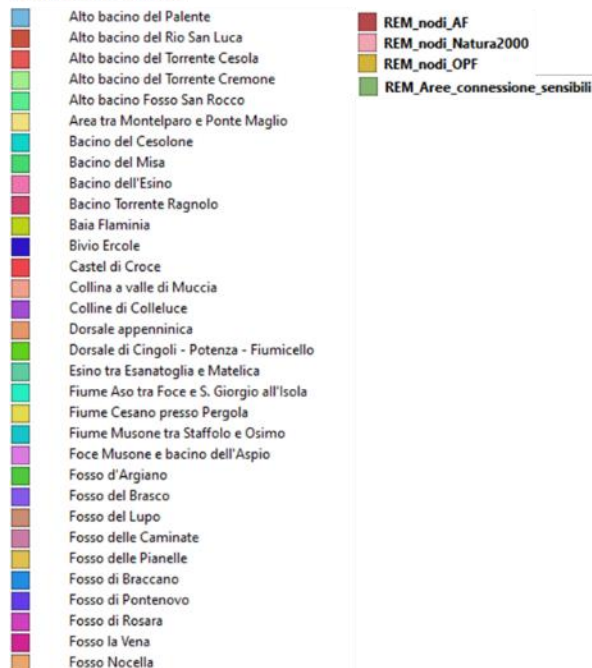 Alto bacino del Palente
Alto bacino del Rio San Luca
Alto bacino del Torrente Cesola
Alto bacino del Torrente Cremone
Alto bacino Fosso San Rocco
Area tra Montelparo e Ponte Maglio
Bacino del Cesolone
Bacino del Misa
Bacino dell'Esino
Bacino Torrente Ragnolo
Baia Flaminia
Bivio Ercole
Castel di Croce
Collina a valle di Muccia
Colline di Colleluce
Dorsale appenninica
Dorsale di Cingoli - Potenza - Fiumicello
Esino tra Esanatoglia e Matelica
Fiume Aso tra Foce e S. Giorgio all'Isola
Fiume Cesano presso Pergola
Fiume Musone tra Staffolo e Osimo
Foce Musone e bacino dell'Aspio
Fosso d'Argiano
Fosso del Brasco
Fosso del Lupo
Fosso delle Caminate
Fosso delle Pianelle
Fosso di Braccano
Fosso di Pontenovo
Fosso di Rosara
Fosso la Vena
Fosso Nocella
REM_nodi_AF
REM_nodi_Natura2000
REM_nodi_OPF
REM_Aree_connessione_sensibili